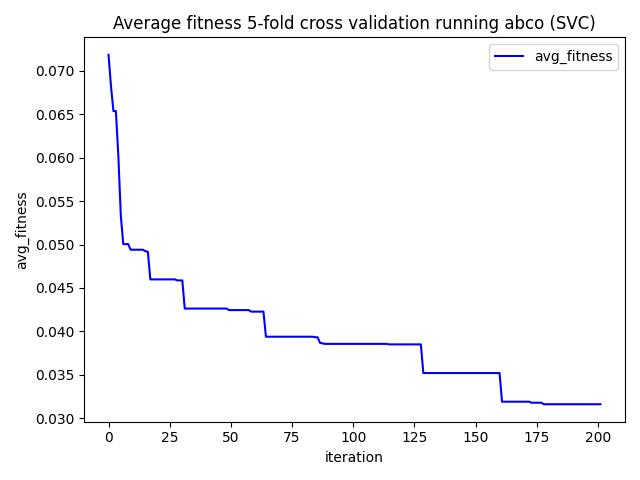 Average fitness 5-fold cross validation running abco (SVC)
avg_fitness
0.070
0.065
0.060
0.055
0.050
0.045
0.040
0.035
0.030
avg_fitness
0 25 50 75 100 125 150 175 200
iteration